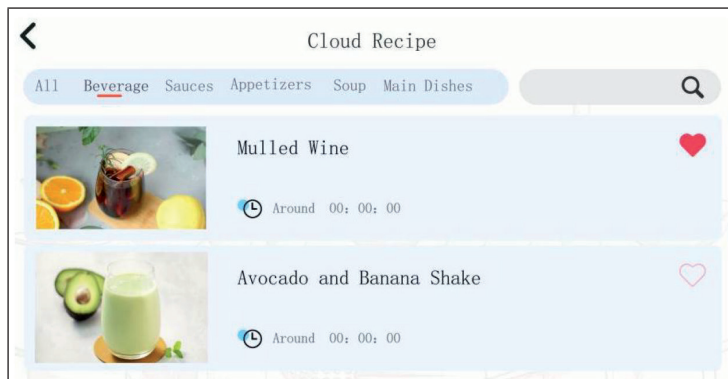 Cloud Recipe
All Beverage Sauces Appetizers Soup Main Dishes
Mulled Wine
Around 00: 00: 00
Avocado and Banana Shake
Around 00: 00: 00